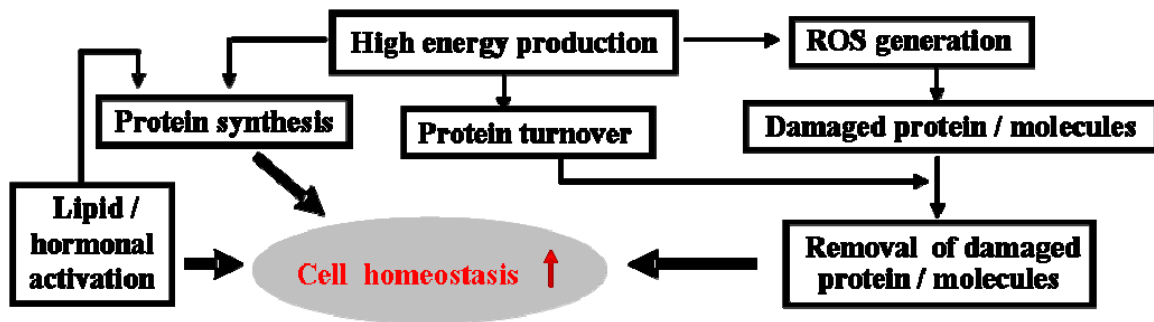 High energy production
ROS generation
Protein synthesis
Protein turnover
Damaged protein / molecules
Lipid /
hormonal
activation
Cell homeostasis
Removal of damaged
protein / molecules